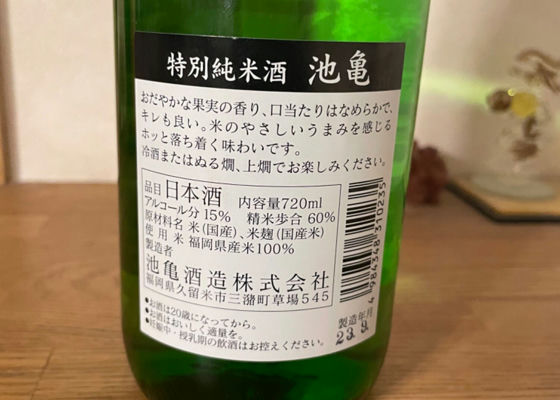 特別純米酒 池亀
おだやかな果実の香り、口当たりはなめらかで、
キレも良い。米のやさしいうまみを感じる
ホッと落ち着く味わいです。
冷酒またはぬる燗、上燗でお楽しみください。
品目 日本酒 内容量720ml
アルコール分 15% 精米歩合 60%
原材料名 米(国産)、米麹(国産米)
使用米 福岡県産米100%
製造者
池亀酒造株式会社
福岡県久留米市三潴町草場545
●お酒は20歳になってから。
●お酒はおいしく適量を。
●妊娠中・授乳期の飲酒はお控えください。
4 984348 310235
製造年月
23.9.